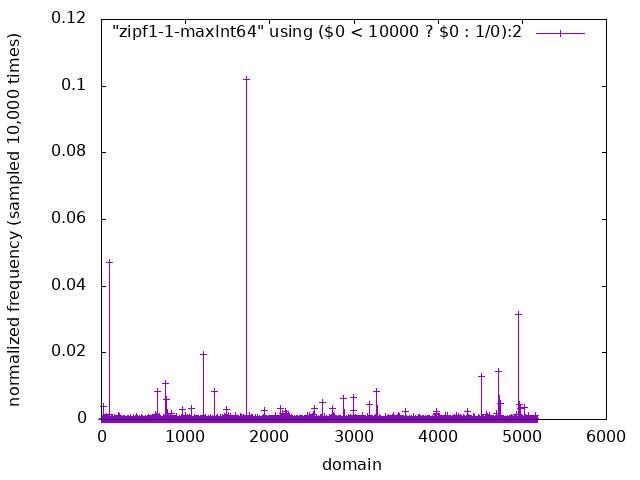 "zipf1-1-maxInt64" using ($0 < 10000 ? $0 : 1/0):2
normalized frequency (sampled 10,000 times)
0.12
0.1
0.08
0.06
0.04
0.02
0
0 1000 2000 3000 4000 5000 6000
domain